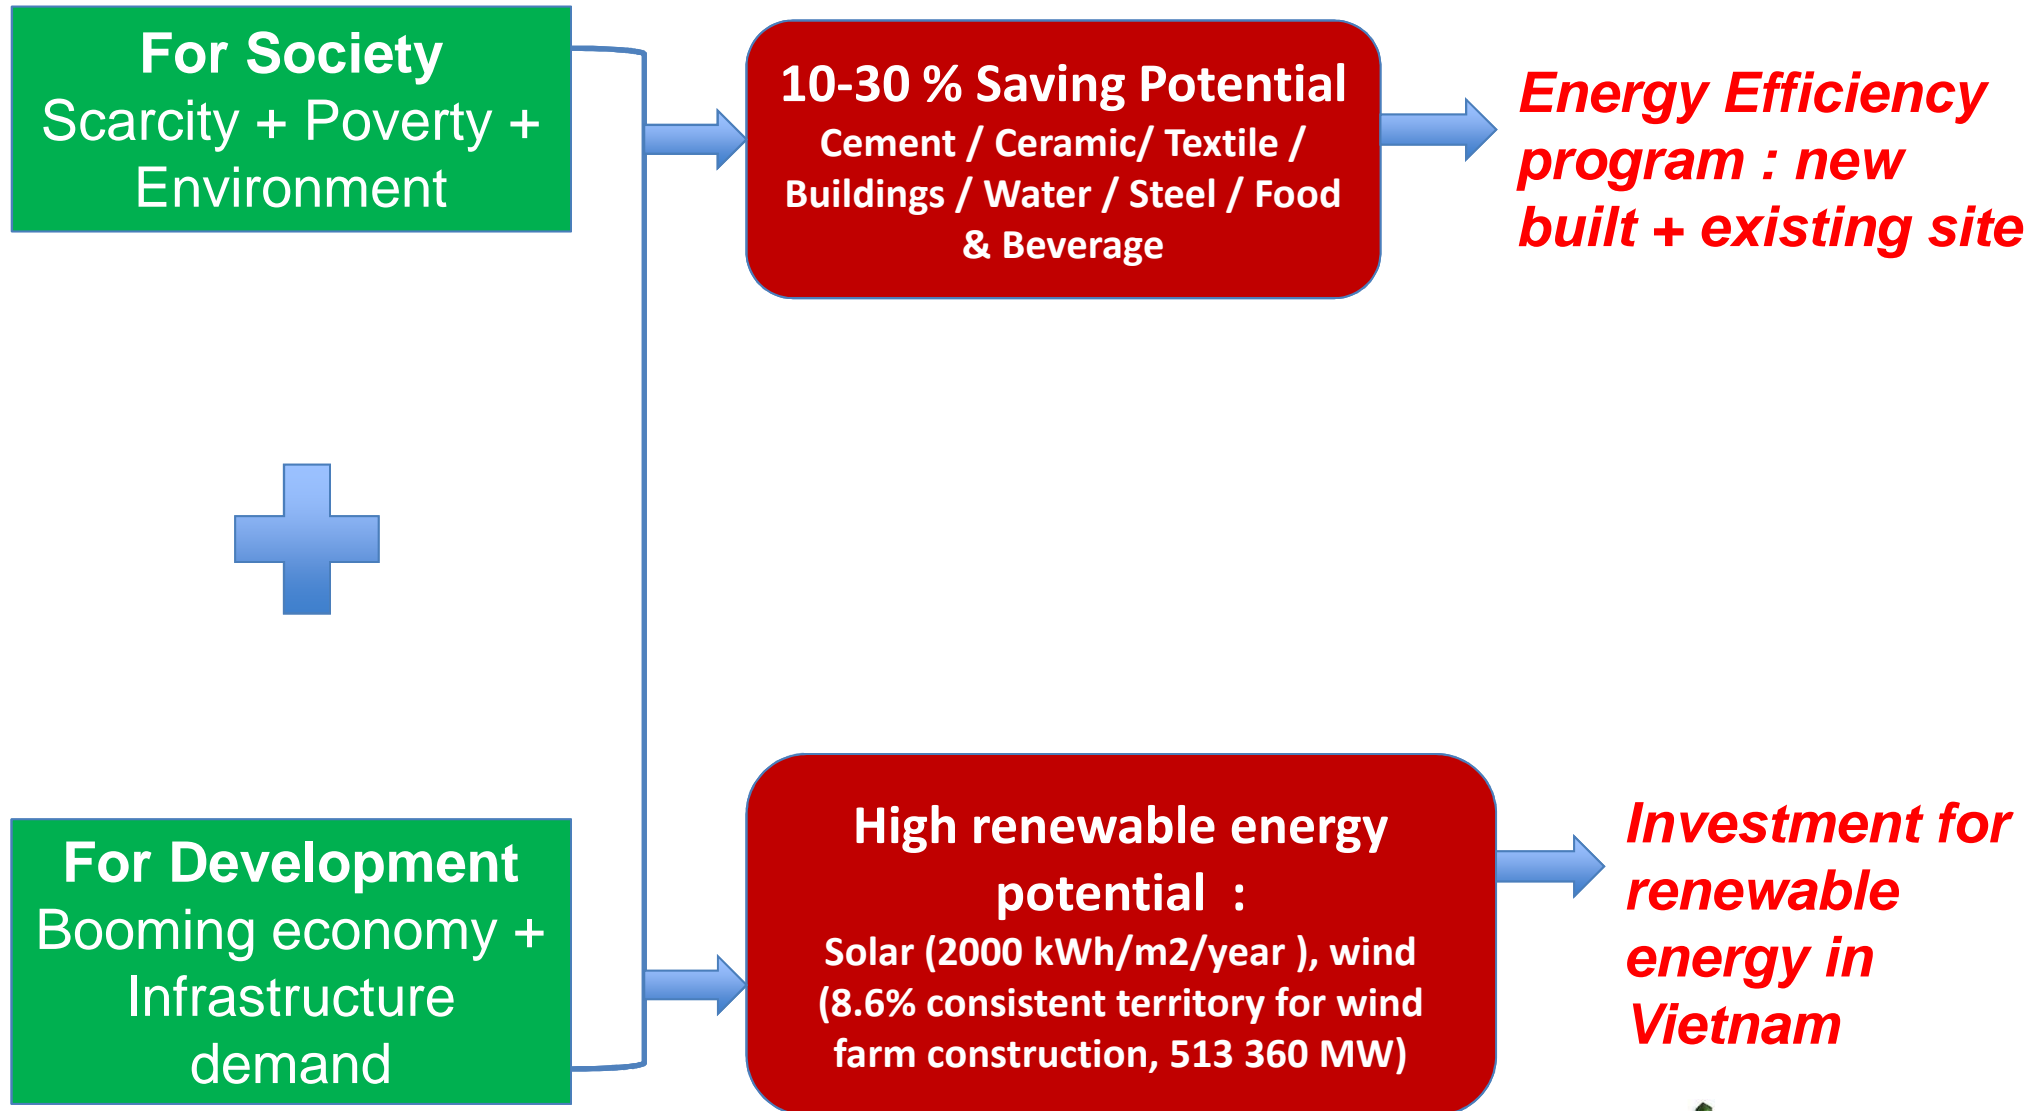 For Society
Scarcity + Poverty +
Environment
10-30 % Saving Potential
Cement / Ceramic/ Textile /
Buildings / Water / Steel / Food
& Beverage
Energy Efficiency
program : new
built + existing site
For Development
Booming economy +
Infrastructure
demand
High renewable energy
potential :
Solar (2000 kWh/m2/year ), wind
(8.6% consistent territory for wind
farm construction, 513 360 MW)
Investment for
renewable
energy in
Vietnam